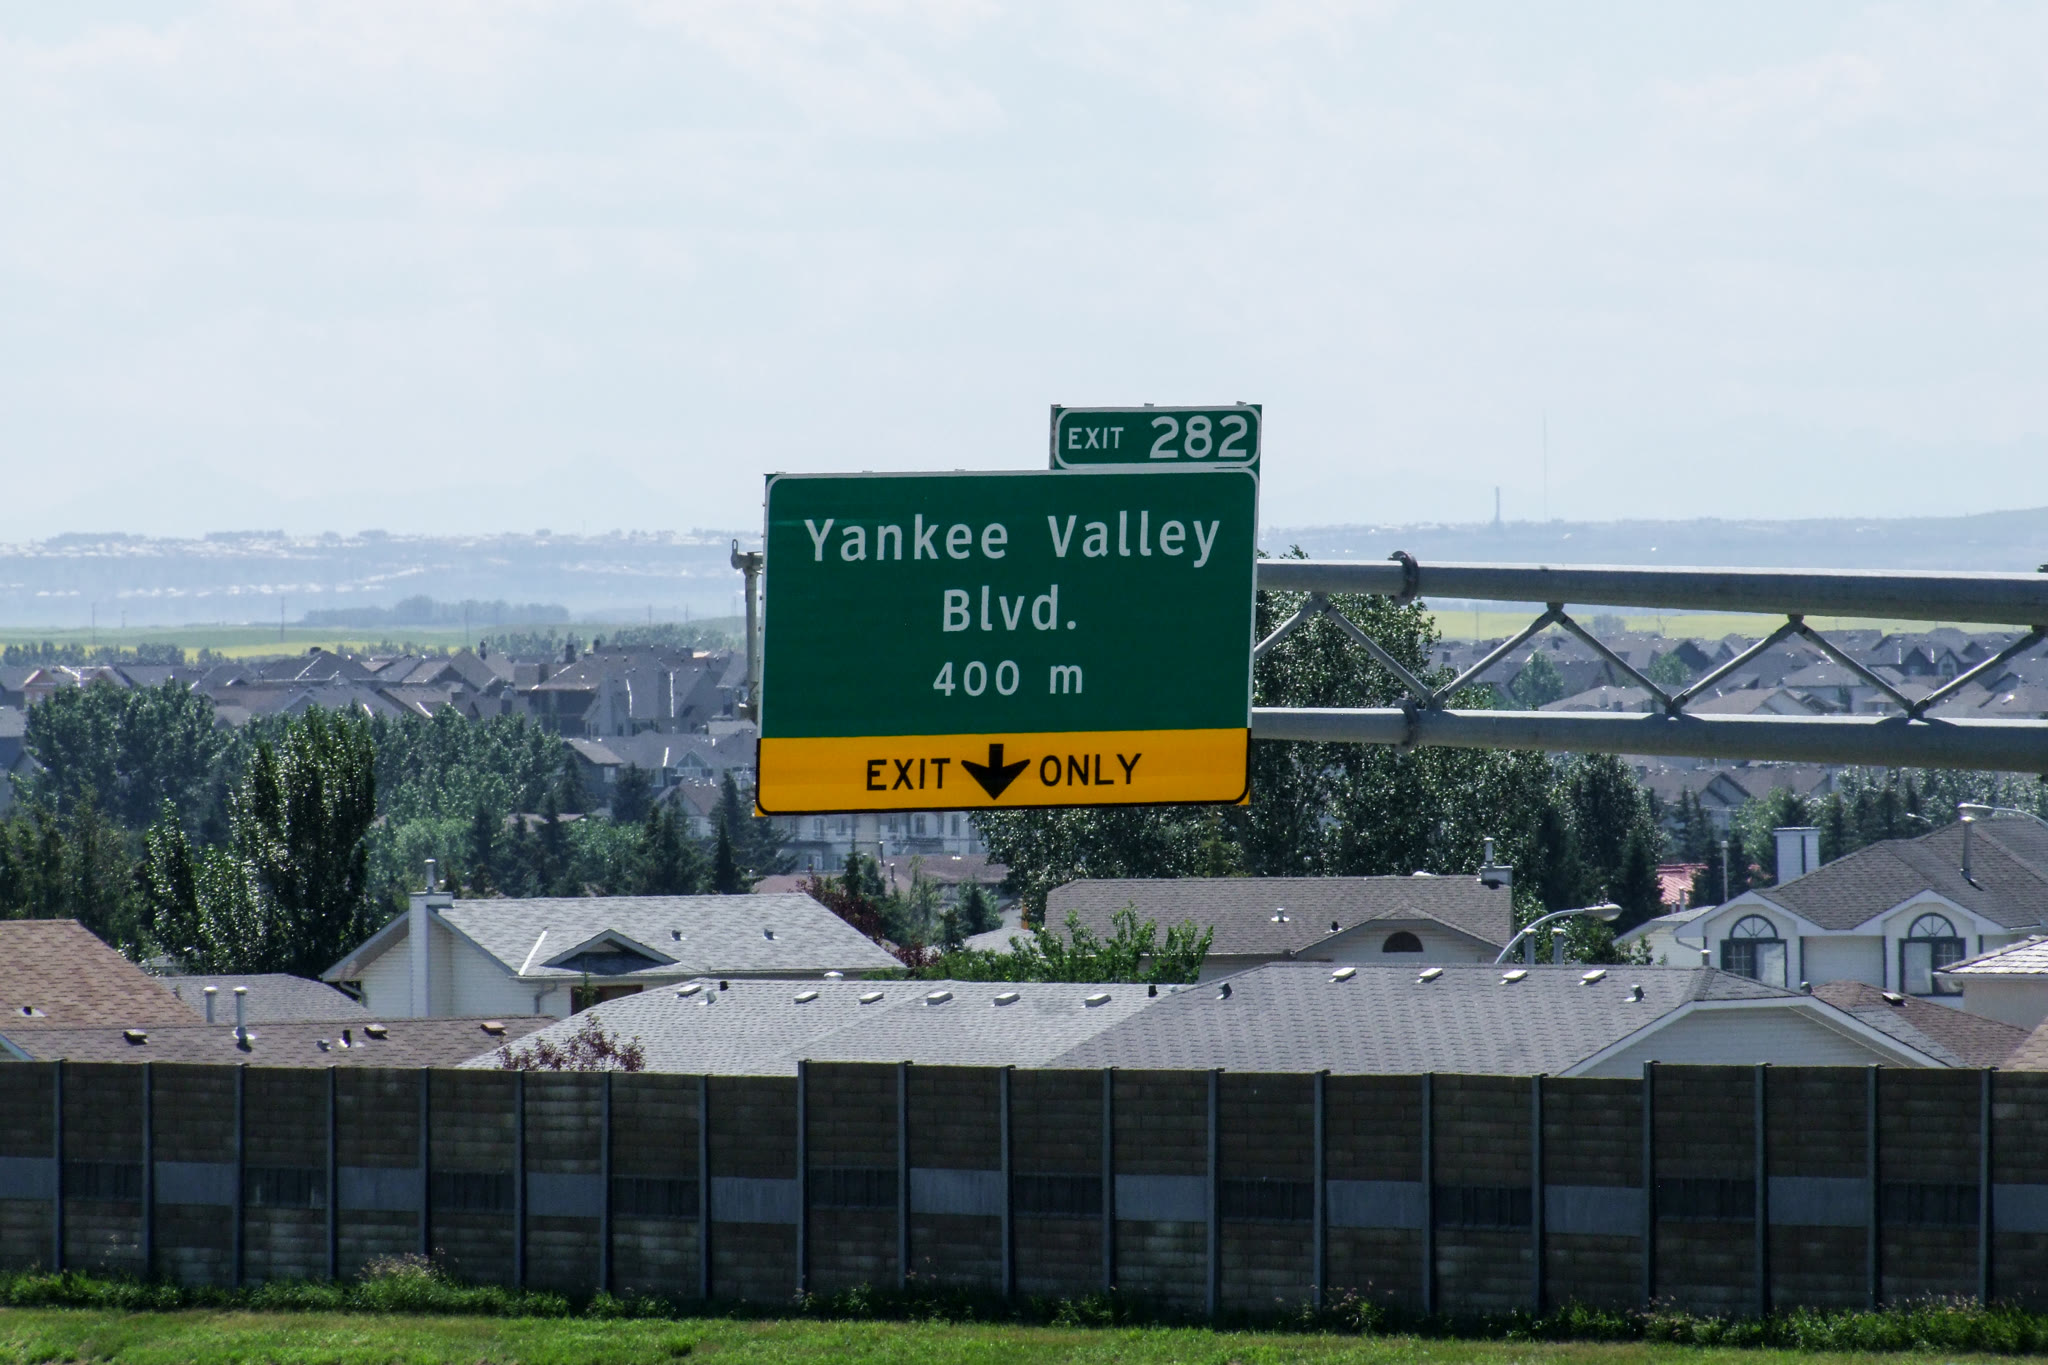 EXIT 282
Yankee Valley
Blvd.
400 m
EXIT ONLY